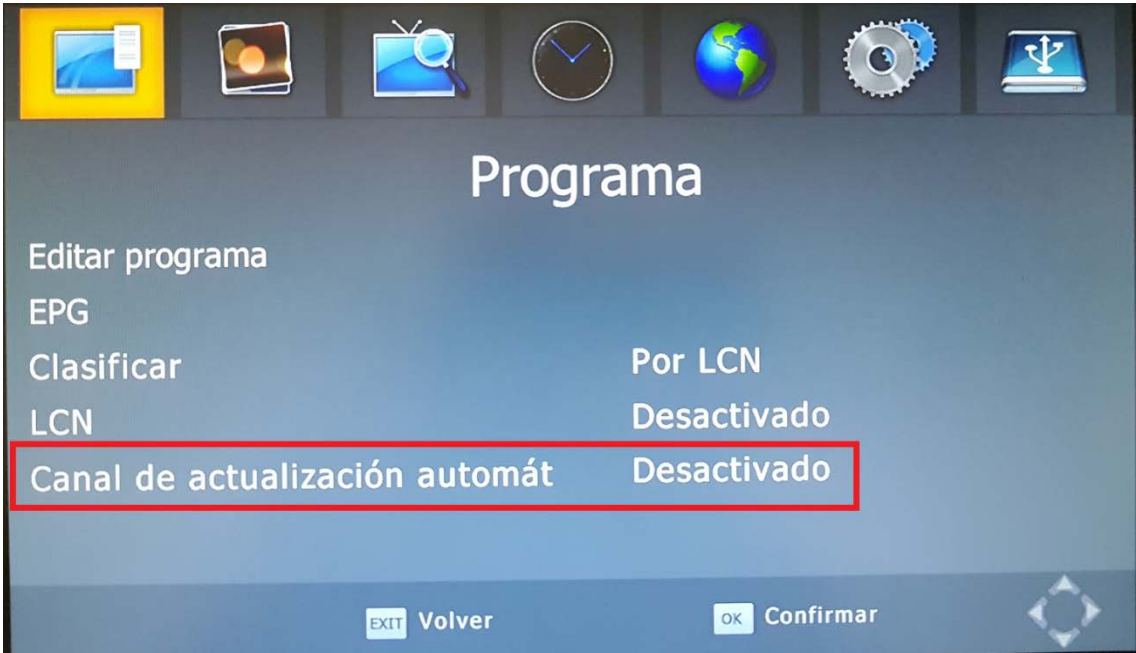 Programa
Editar programa
EPG
Clasificar Por LCN
LCN Desactivado
Canal de actualización automát Desactivado
EXIT Volver OK Confirmar